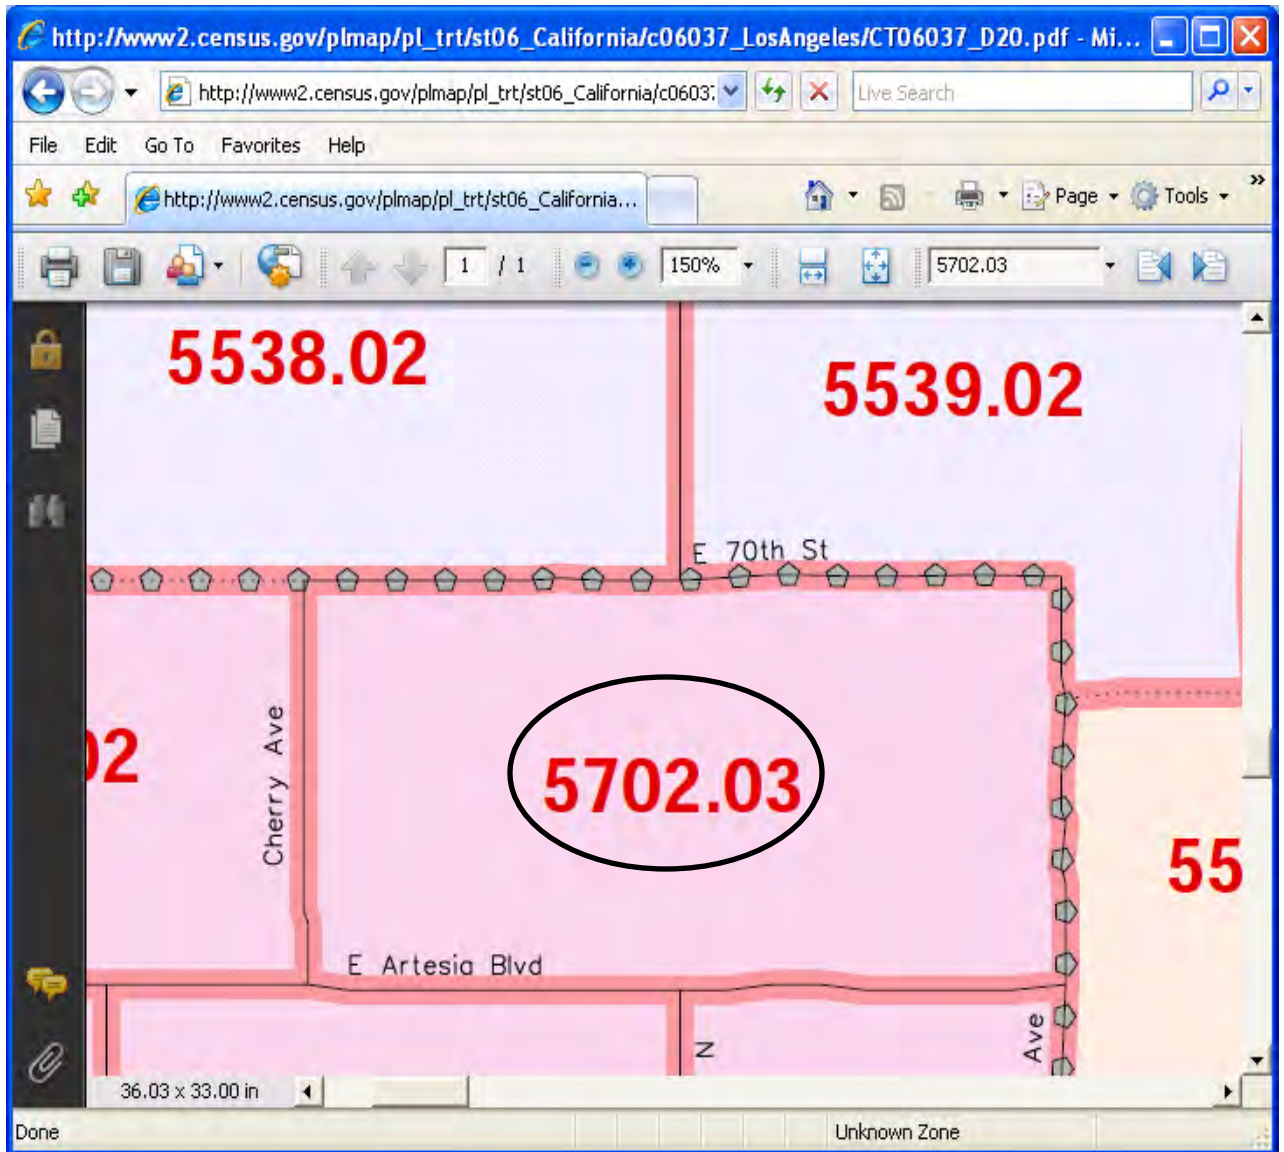 http://www2.census.gov/plmap/pl_trt/st06_California/c06037_LosAngeles/CT06037_D20.pdf - Mi...
http://www2.census.gov/plmap/pl_trt/st06_California/c0603
Live Search
File Edit Go To Favorites Help
http://www2.census.gov/plmap/pl_trt/st06_California...
Page
Tools
»
1 / 1
150%
5702.03
5538.02
5539.02
E 70th St
Cherry Ave
02
5702.03
55
E Artesia Blvd
N
Ave
36.03 x 33.00 in
Done
Unknown Zone